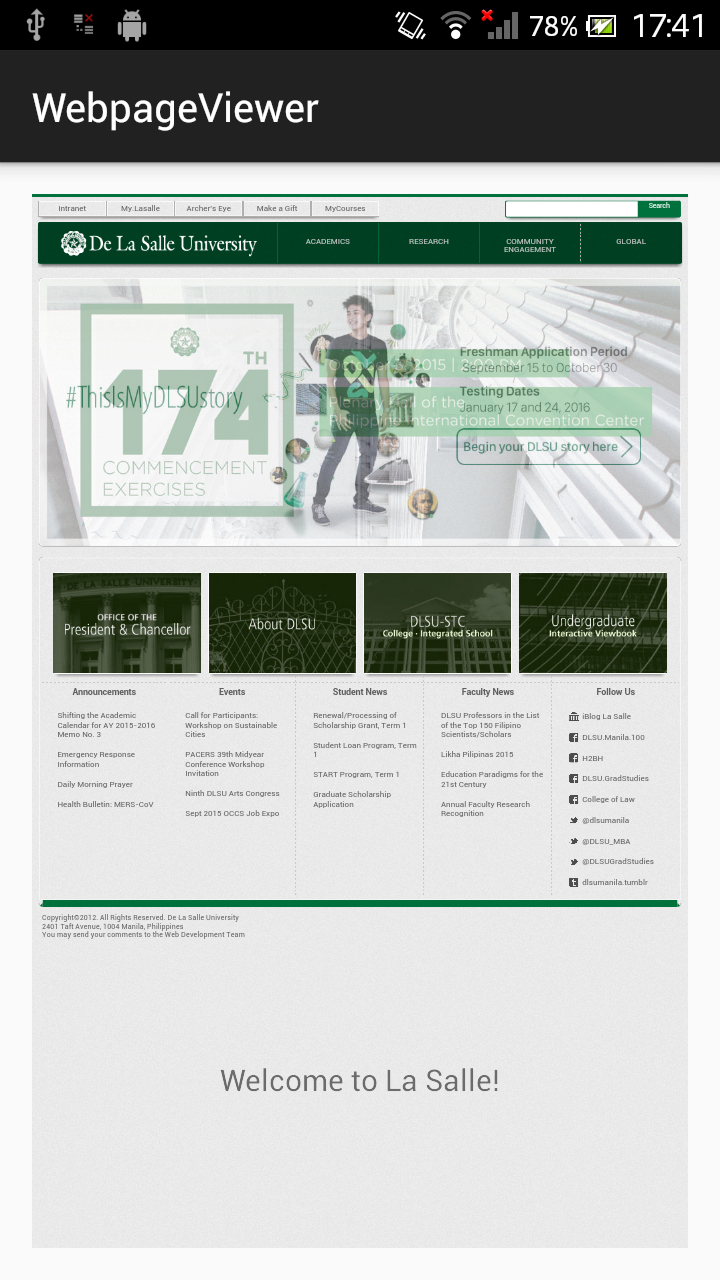 78% 17:41
WebpageViewer
Intranet My.Lasalle Archer's Eye Make a Gift MyCourses Search
De La Salle University ACADEMICS RESEARCH COMMUNITY ENGAGEMENT GLOBAL
174TH
#ThisIsMyDLSUstory
COMMENCEMENT
EXERCISES
2015
Plenary Hall of the
Philippine International Convention Center
Freshman Application Period
September 15 to October 30
Testing Dates
January 17 and 24, 2016
Begin your DLSU story here
DE LA SALLE UNIVERSITY
OFFICE OF THE
President & Chancellor
About DLSU
DLSU-STC
College · Integrated School
Undergraduate
Interactive Viewbook
Announcements
Shifting the Academic
Calendar for AY 2015-2016
Memo No. 3
Emergency Response
Information
Daily Morning Prayer
Health Bulletin: MERS-CoV
Events
Call for Participants:
Workshop on Sustainable
Cities
PACERS 39th Midyear
Conference Workshop
Invitation
Ninth DLSU Arts Congress
Sept 2015 OCCS Job Expo
Student News
Renewal/Processing of
Scholarship Grant, Term 1
Student Loan Program, Term
1
START Program, Term 1
Graduate Scholarship
Application
Faculty News
DLSU Professors in the List
of the Top 150 Filipino
Scientists/Scholars
Likha Pilipinas 2015
Education Paradigms for the
21st Century
Annual Faculty Research
Recognition
Follow Us
iBlog La Salle
DLSU.Manila.100
H2BH
DLSU.GradStudies
College of Law
@dlsumanila
@DLSU_MBA
@DLSUGradStudies
dlsumanila.tumblr
Copyright©2012. All Rights Reserved. De La Salle University
2401 Taft Avenue, 1004 Manila, Philippines
You may send your comments to the Web Development Team
Welcome to La Salle!